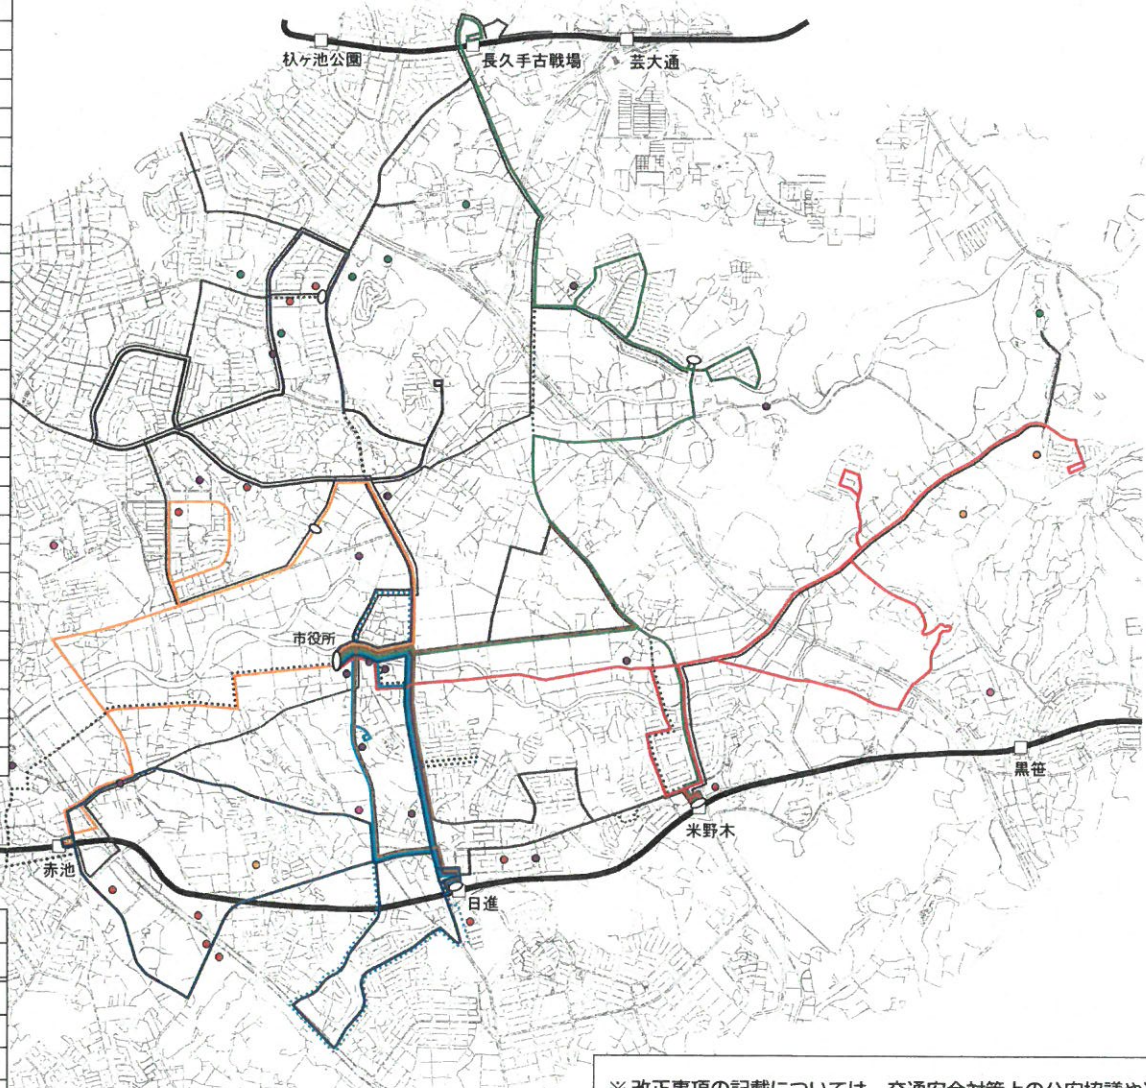 杁ヶ池公園
長久手古戦場
芸大通
市役所
黒笹
米野木
赤池
日進
※ 改正事項の記載については、交通安全対策上の公安協議や